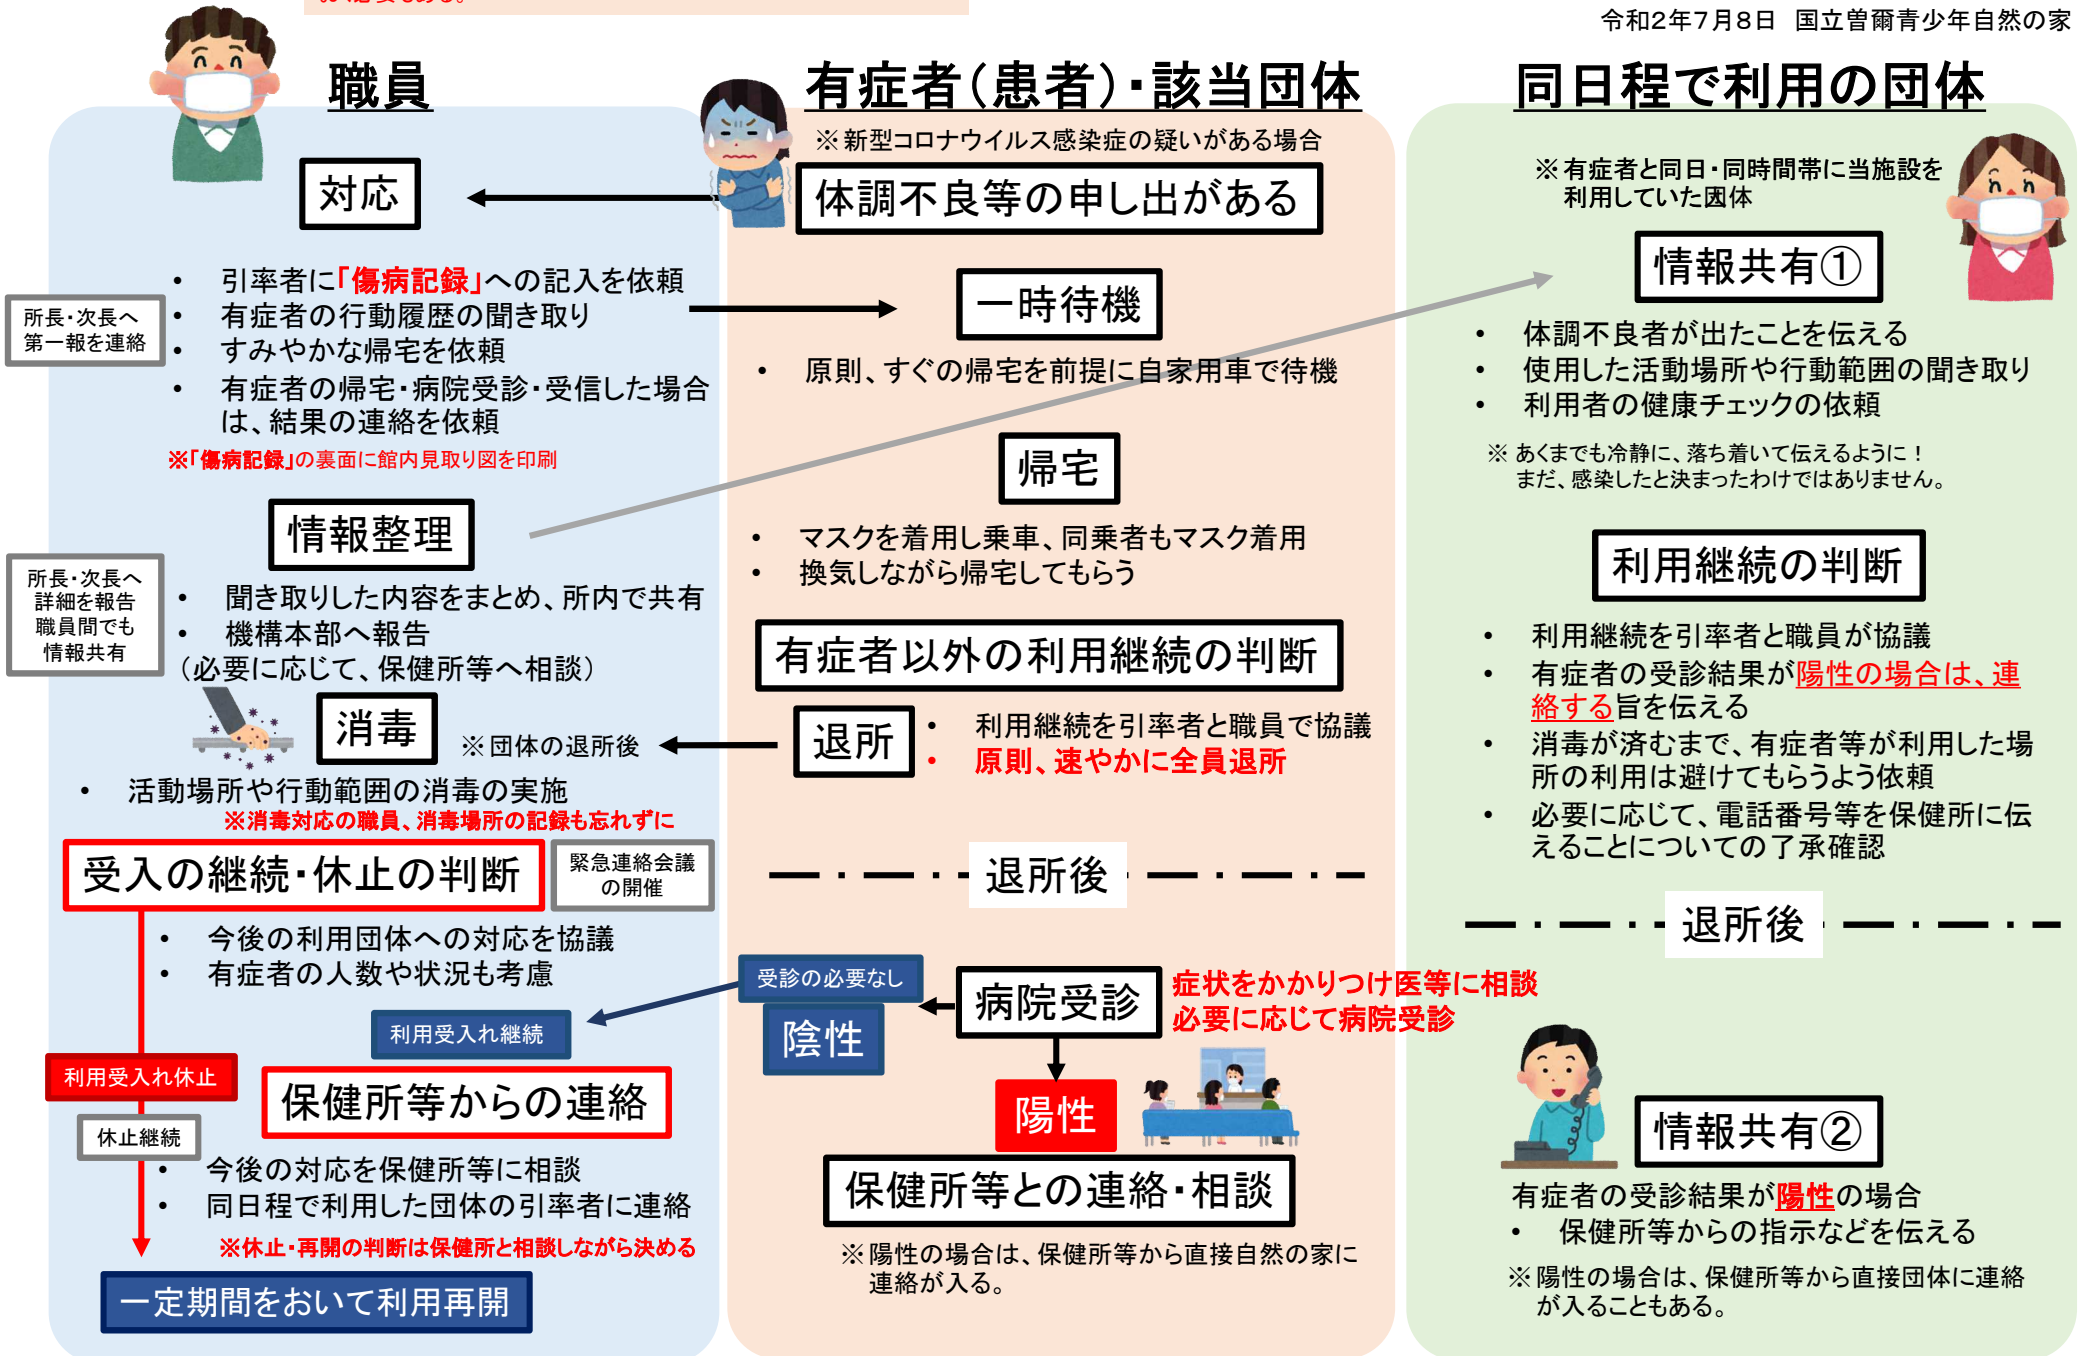 令和2年7月8日 国立曽爾青少年自然の家
職員
対応
・ 引率者に「傷病記録」への記入を依頼
・ 有症者の行動履歴の聞き取り
・ すみやかな帰宅を依頼
・ 有症者の帰宅・病院受診・受信した場合
は、結果の連絡を依頼
※「傷病記録」の裏面に館内見取り図を印刷
所長・次長へ
第一報を連絡
情報整理
所長・次長へ
詳細を報告
職員間でも
情報共有
・ 聞き取りした内容をまとめ、所内で共有
・ 機構本部へ報告
（必要に応じて、保健所等へ相談）
消毒
※団体の退所後
・ 活動場所や行動範囲の消毒の実施
※消毒対応の職員、消毒場所の記録も忘れずに
受入の継続・休止の判断
緊急連絡会議
の開催
・ 今後の利用団体への対応を協議
・ 有症者の人数や状況も考慮
利用受入れ継続
利用受入れ休止
保健所等からの連絡
休止継続
・ 今後の対応を保健所等に相談
・ 同日程で利用した団体の引率者に連絡
※休止・再開の判断は保健所と相談しながら決める
一定期間をおいて利用再開
有症者（患者）・該当団体
※新型コロナウイルス感染症の疑いがある場合
体調不良等の申し出がある
一時待機
・ 原則、すぐの帰宅を前提に自家用車で待機
帰宅
・ マスクを着用し乗車、同乗者もマスク着用
・ 換気しながら帰宅してもらう
有症者以外の利用継続の判断
退所
・ 利用継続を引率者と職員で協議
・ 原則、速やかに全員退所
退所後
受診の必要なし
陰性
病院受診
症状をかかりつけ医等に相談
必要に応じて病院受診
陽性
保健所等との連絡・相談
※陽性の場合は、保健所等から直接自然の家に
連絡が入る。
同日程で利用の団体
※有症者と同日・同時間帯に当施設を
利用していた団体
情報共有①
・ 体調不良者が出たことを伝える
・ 使用した活動場所や行動範囲の聞き取り
・ 利用者の健康チェックの依頼
※ あくまでも冷静に、落ち着いて伝えるように！
まだ、感染したと決まったわけではありません。
利用継続の判断
・ 利用継続を引率者と職員が協議
・ 有症者の受診結果が陽性の場合は、連
絡する旨を伝える
・ 消毒が済むまで、有症者等が利用した場
所の利用は避けてもらうよう依頼
・ 必要に応じて、電話番号等を保健所に伝
えることについての了承確認
退所後
情報共有②
有症者の受診結果が陽性の場合
・ 保健所等からの指示などを伝える
※陽性の場合は、保健所等から直接団体に連絡
が入ることもある。